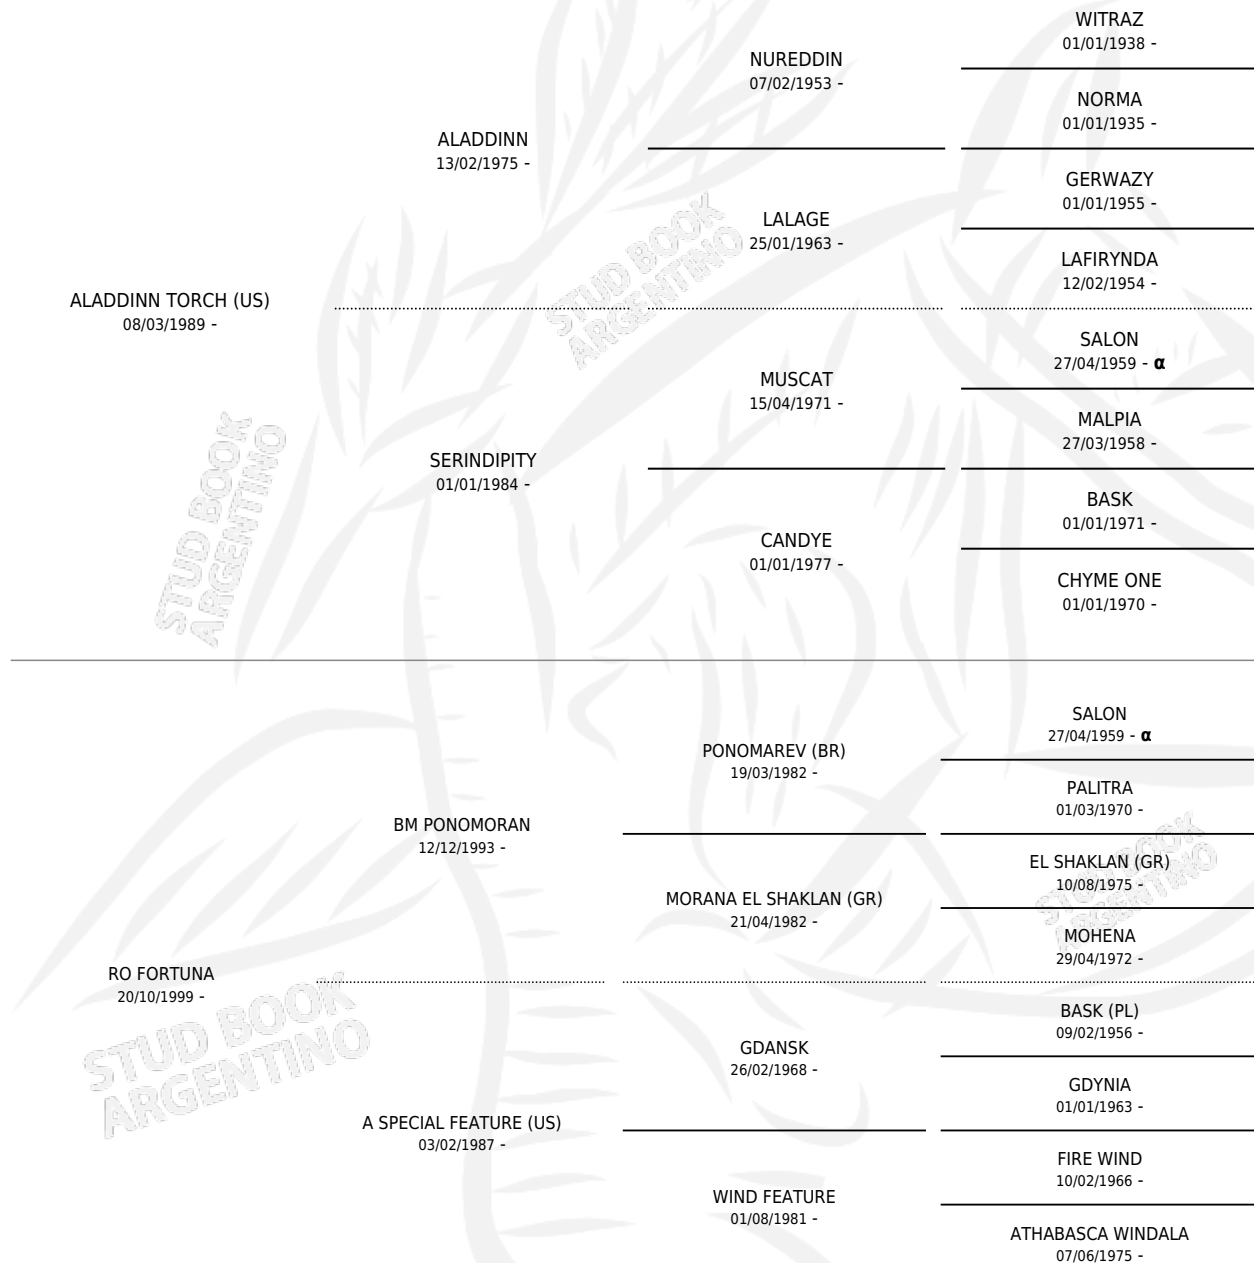 WITRAZ
01/01/1938 -
NUREDDIN
07/02/1953 -
NORMA
01/01/1935 -
ALADDINN
13/02/1975 -
GERWAZY
01/01/1955 -
LALAGE
25/01/1963 -
LAFIRYNDA
12/02/1954 -
ALADDINN TORCH (US)
08/03/1989 -
SALON
27/04/1959 - α
MUSCAT
15/04/1971 -
MALPIA
27/03/1958 -
SERINDIPITY
01/01/1984 -
BASK
01/01/1971 -
CANDYE
01/01/1977 -
CHYME ONE
01/01/1970 -
SALON
27/04/1959 - α
PONOMAREV (BR)
19/03/1982 -
PALITRA
01/03/1970 -
BM PONOMORAN
12/12/1993 -
EL SHAKLAN (GR)
10/08/1975 -
MORANA EL SHAKLAN (GR)
21/04/1982 -
MOHENA
29/04/1972 -
RO FORTUNA
20/10/1999 -
BASK (PL)
09/02/1956 -
GDANSK
26/02/1968 -
GDYNIA
01/01/1963 -
A SPECIAL FEATURE (US)
03/02/1987 -
FIRE WIND
10/02/1966 -
WIND FEATURE
01/08/1981 -
ATHABASCA WINDALA
07/06/1975 -
STUD BOOK
ARGENTINO
STUD BOOK
ARGENTINO
STUD BOOK
ARGENTINO
STUD BOOK
ARGENTINO